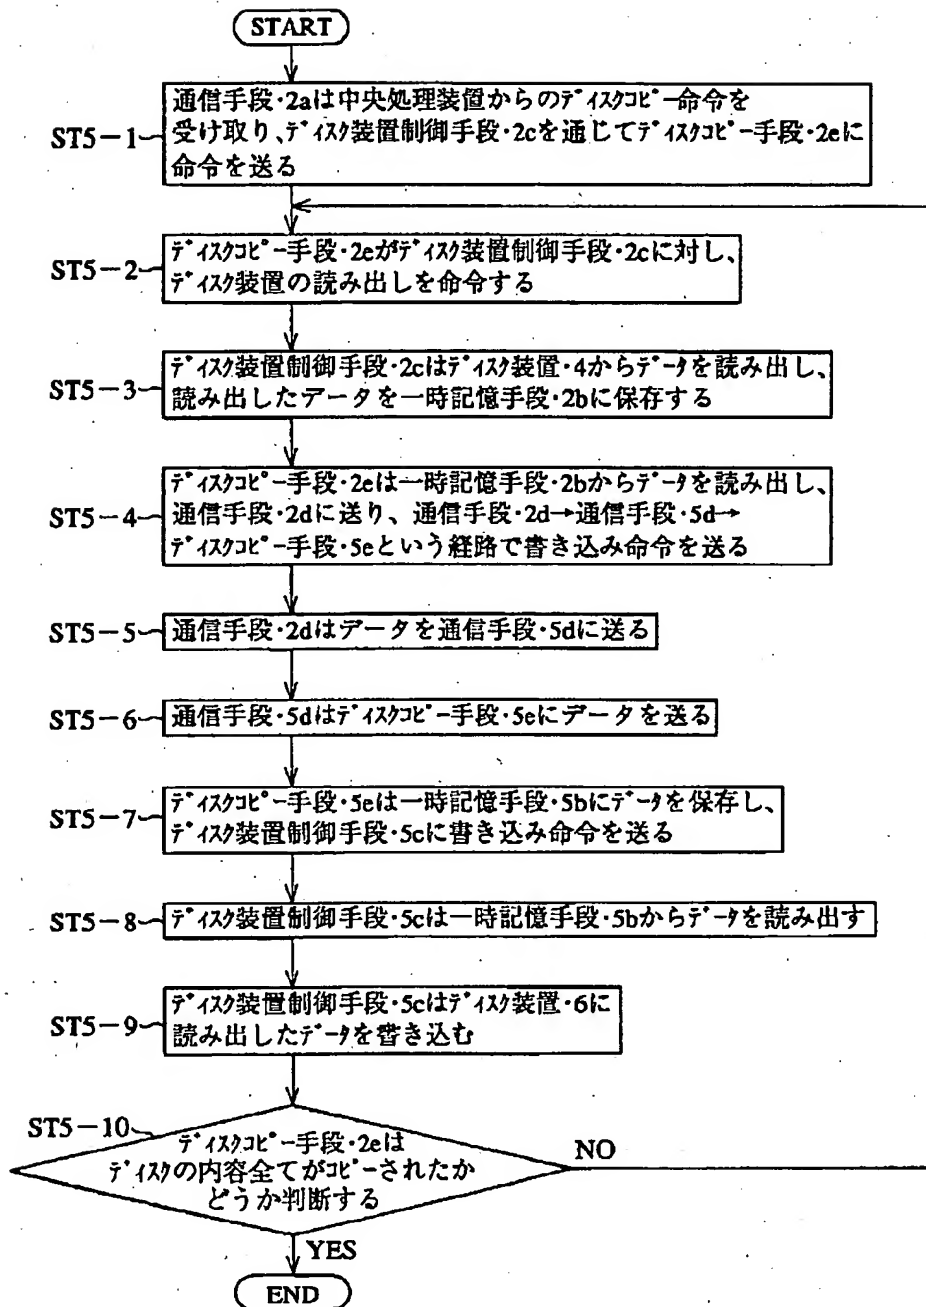 START
ST5-1
通信手段・2aは中央処理装置からのディスクコピー命令を
受け取り、ディスク装置制御手段・2cを通じてディスクコピー手段・2eに
命令を送る
ST5-2
ディスクコピー手段・2eがディスク装置制御手段・2cに対し、
ディスク装置の読み出しを命令する
ST5-3
ディスク装置制御手段・2cはディスク装置・4からデータを読み出し、
読み出したデータを一時記憶手段・2bに保存する
ST5-4
ディスクコピー手段・2eは一時記憶手段・2bからデータを読み出し、
通信手段・2dに送り、通信手段・2d→通信手段・5d→
ディスクコピー手段・5eという経路で書き込み命令を送る
ST5-5
通信手段・2dはデータを通信手段・5dに送る
ST5-6
通信手段・5dはディスクコピー手段・5eにデータを送る
ST5-7
ディスクコピー手段・5eは一時記憶手段・5bにデータを保存し、
ディスク装置制御手段・5cに書き込み命令を送る
ST5-8
ディスク装置制御手段・5cは一時記憶手段・5bからデータを読み出す
ST5-9
ディスク装置制御手段・5cはディスク装置・6に
読み出したデータを書き込む
ST5-10
ディスクコピー手段・2eは
ディスクの内容全てがコピーされたか
どうか判断する
NO
YES
END